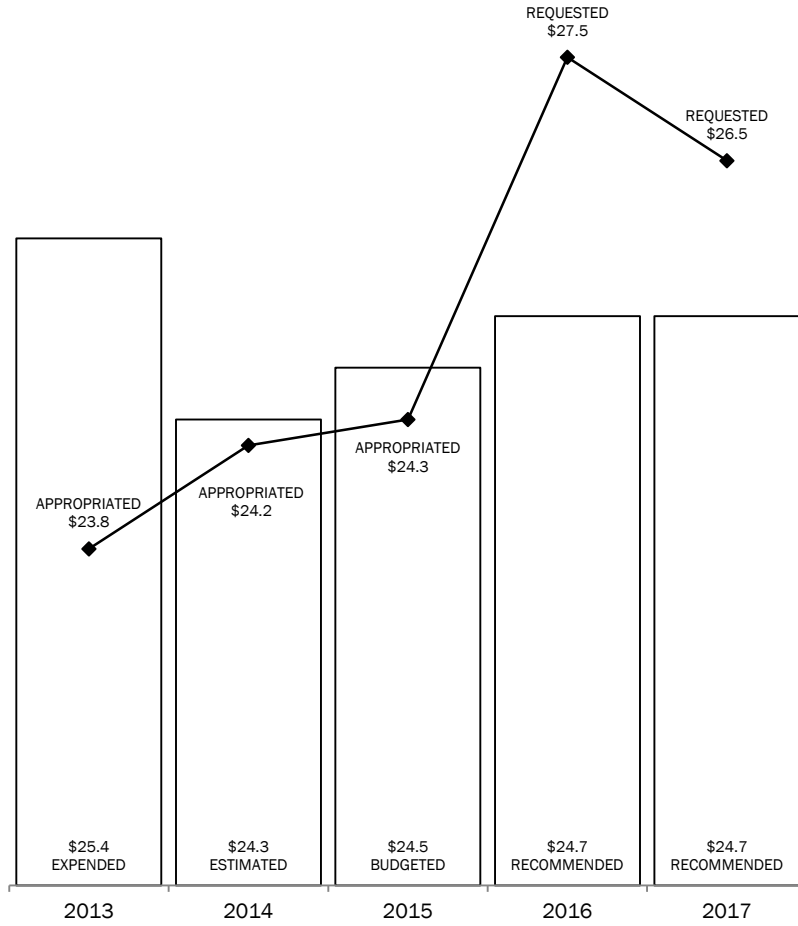 REQUESTED
$27.5
REQUESTED
$26.5
APPROPRIATED
$24.3
APPROPRIATED
$24.2
APPROPRIATED
$23.8
$25.4
EXPENDED
$24.3
ESTIMATED
$24.5
BUDGETED
$24.7
RECOMMENDED
$24.7
RECOMMENDED
2013
2014
2015
2016
2017